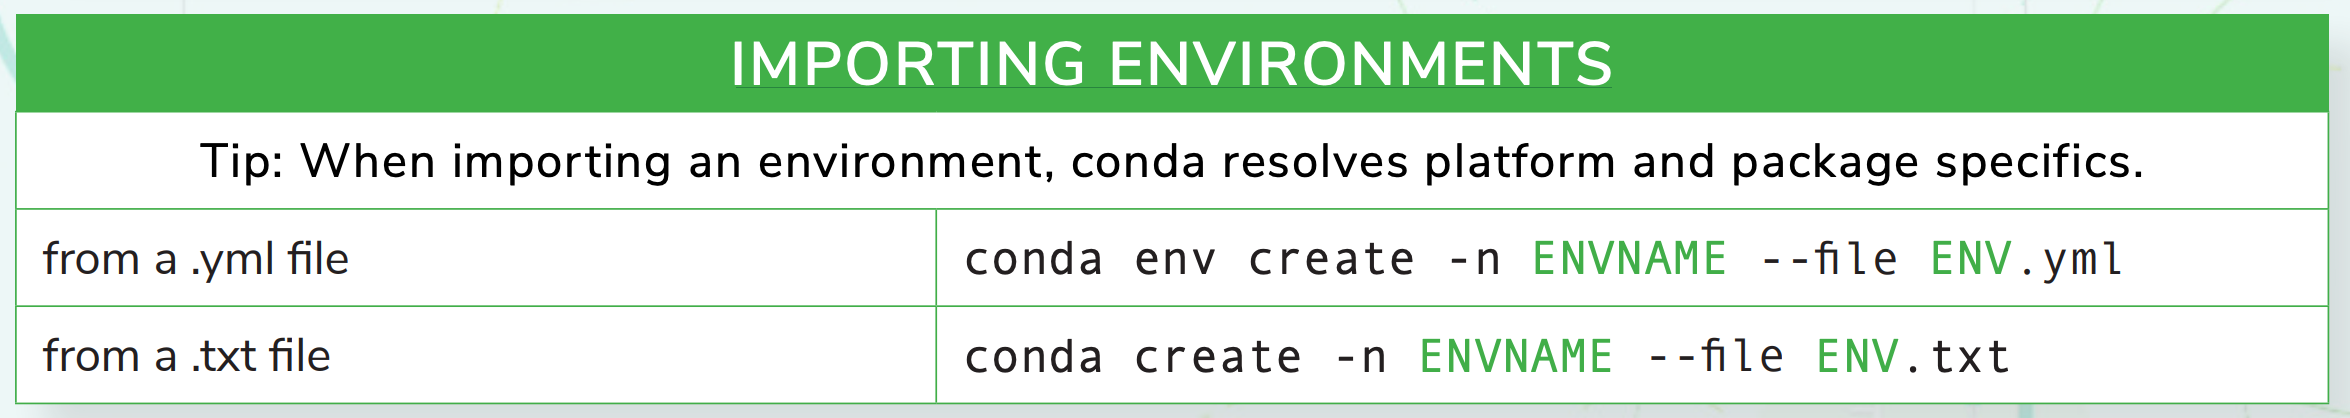 IMPORTING ENVIRONMENTS
Tip: When importing an environment, conda resolves platform and package specifics.
from a .yml file conda env create -n ENVNAME --file ENV.yml
from a .txt file conda create -n ENVNAME --file ENV.txt